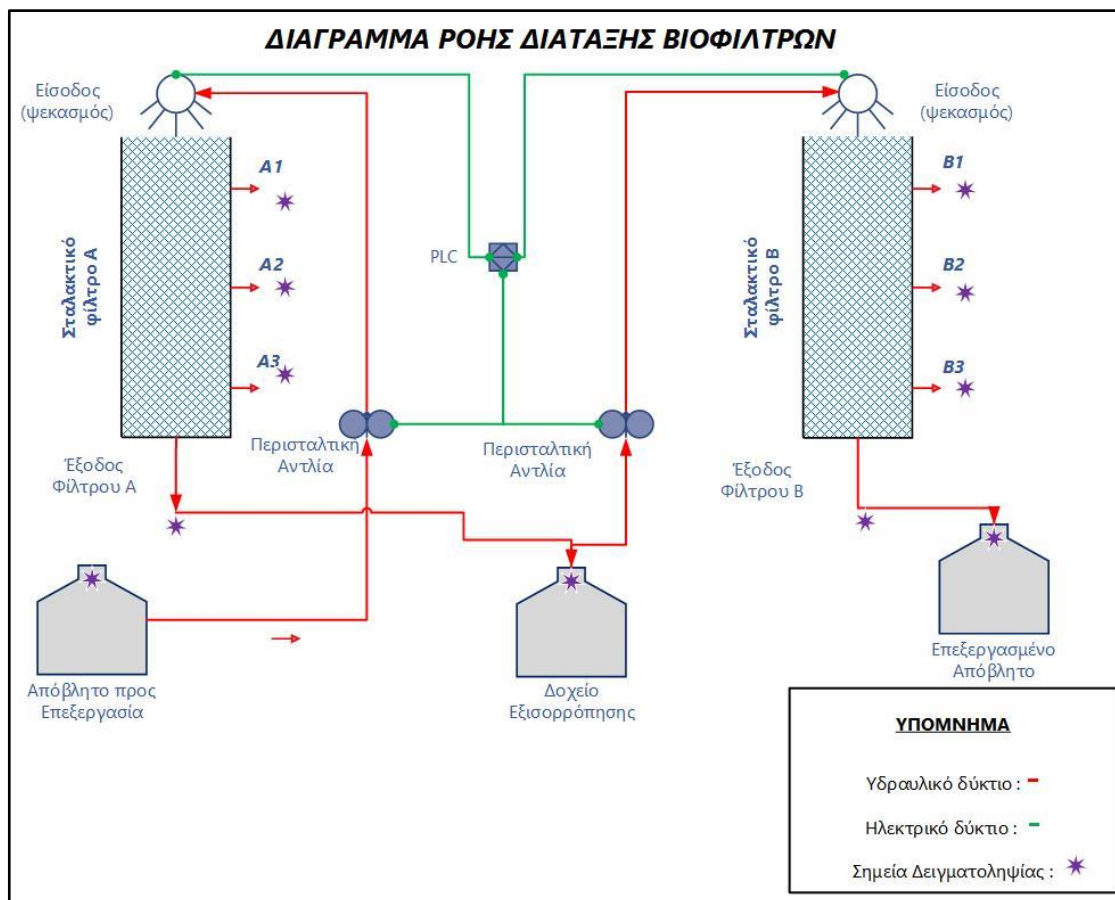 ΔΙΑΓΡΑΜΜΑ ΡΟΗΣ ΔΙΑΤΑΞΗΣ ΒΙΟΦΙΛΤΡΩΝ
Είσοδος
(ψεκασμός)
Είσοδος
(ψεκασμός)
A1
A2
A3
Σταλακτικό
φίλτρο Α
PLC
B1
B2
B3
Σταλακτικό
φίλτρο Β
Περισταλτική
Αντλία
Περισταλτική
Αντλία
Έξοδος
Φίλτρου Α
Έξοδος
Φίλτρου Β
Απόβλητο προς
Επεξεργασία
Δοχείο
Εξισορρόπησης
Επεξεργασμένο
Απόβλητο
ΥΠΟΜΝΗΜΑ
Υδραυλικό δύκτιο :
Ηλεκτρικό δύκτιο :
Σημεία Δειγματοληψίας :